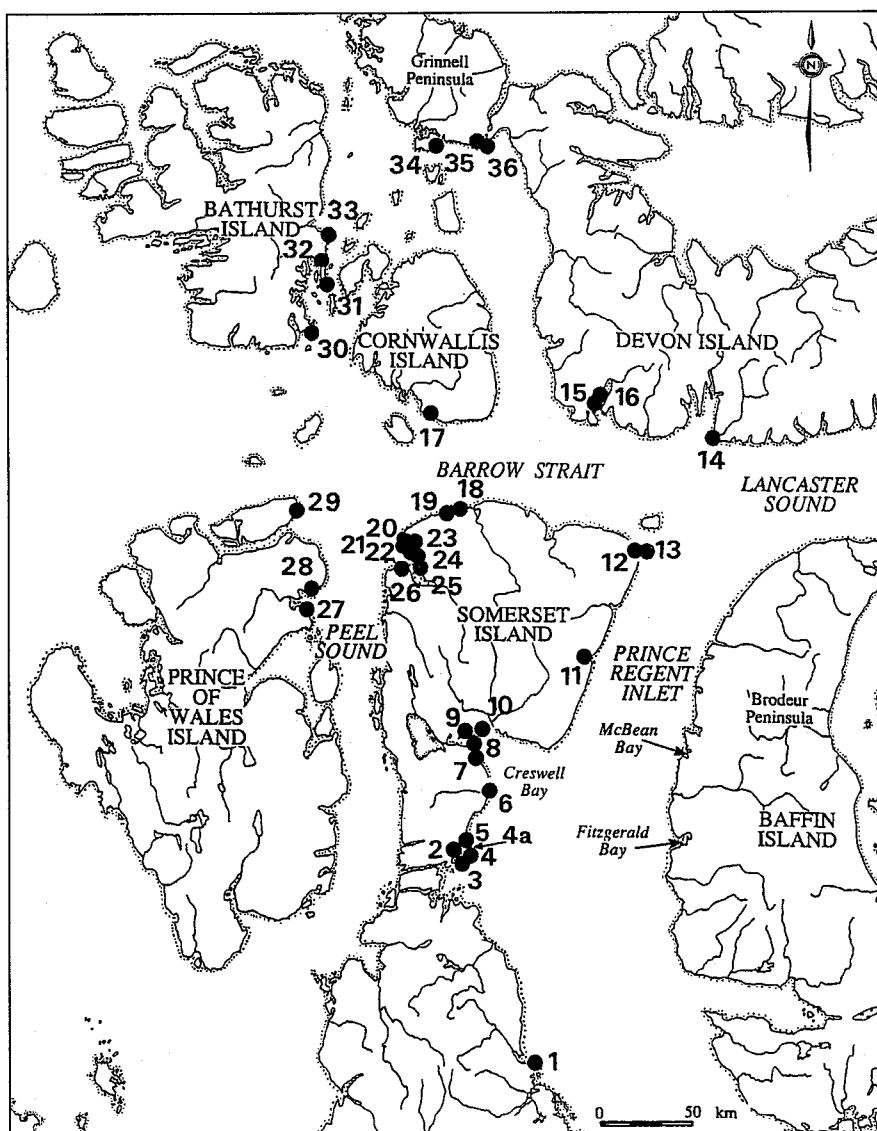 Grinnell
Peninsula
N
34
35
36
BATHURST
ISLAND
33
32
31
30
CORNWALLIS
ISLAND
DEVON ISLAND
15
16
17
14
BARROW STRAIT
LANCASTER
SOUND
29
19
18
20
21
22
23
24
25
26
12
13
28
27
PEEL
SOUND
SOMERSET
ISLAND
11
PRINCE
REGENT
INLET
PRINCE
OF
WALES
ISLAND
9
10
8
7
Brodeur
Peninsula
McBean
Bay
Creswell
Bay
6
BAFFIN
ISLAND
Fitzgerald
Bay
5
4a
2
4
3
1
0 50 km